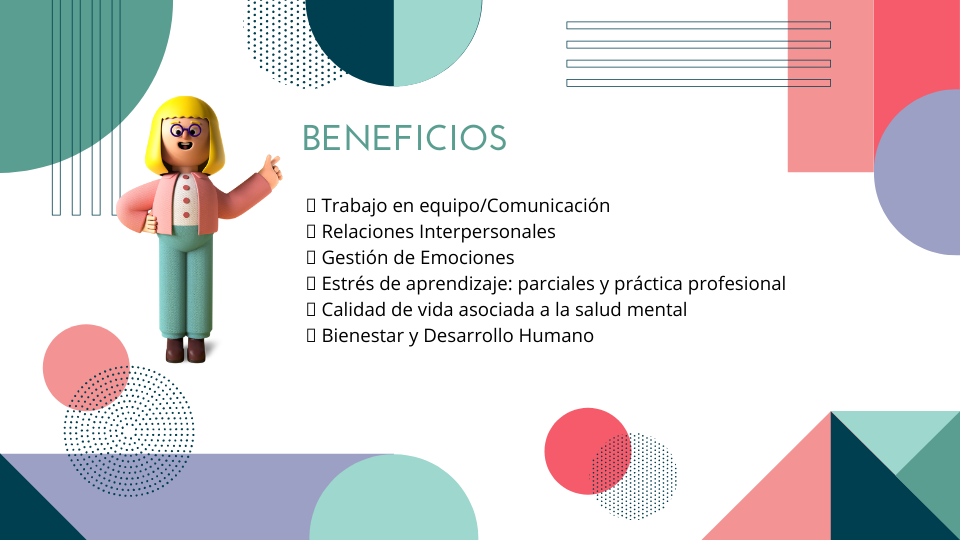 BENEFICIOS
▯ Trabajo en equipo/Comunicación
▯ Relaciones Interpersonales
▯ Gestión de Emociones
▯ Estrés de aprendizaje: parciales y práctica profesional
▯ Calidad de vida asociada a la salud mental
▯ Bienestar y Desarrollo Humano